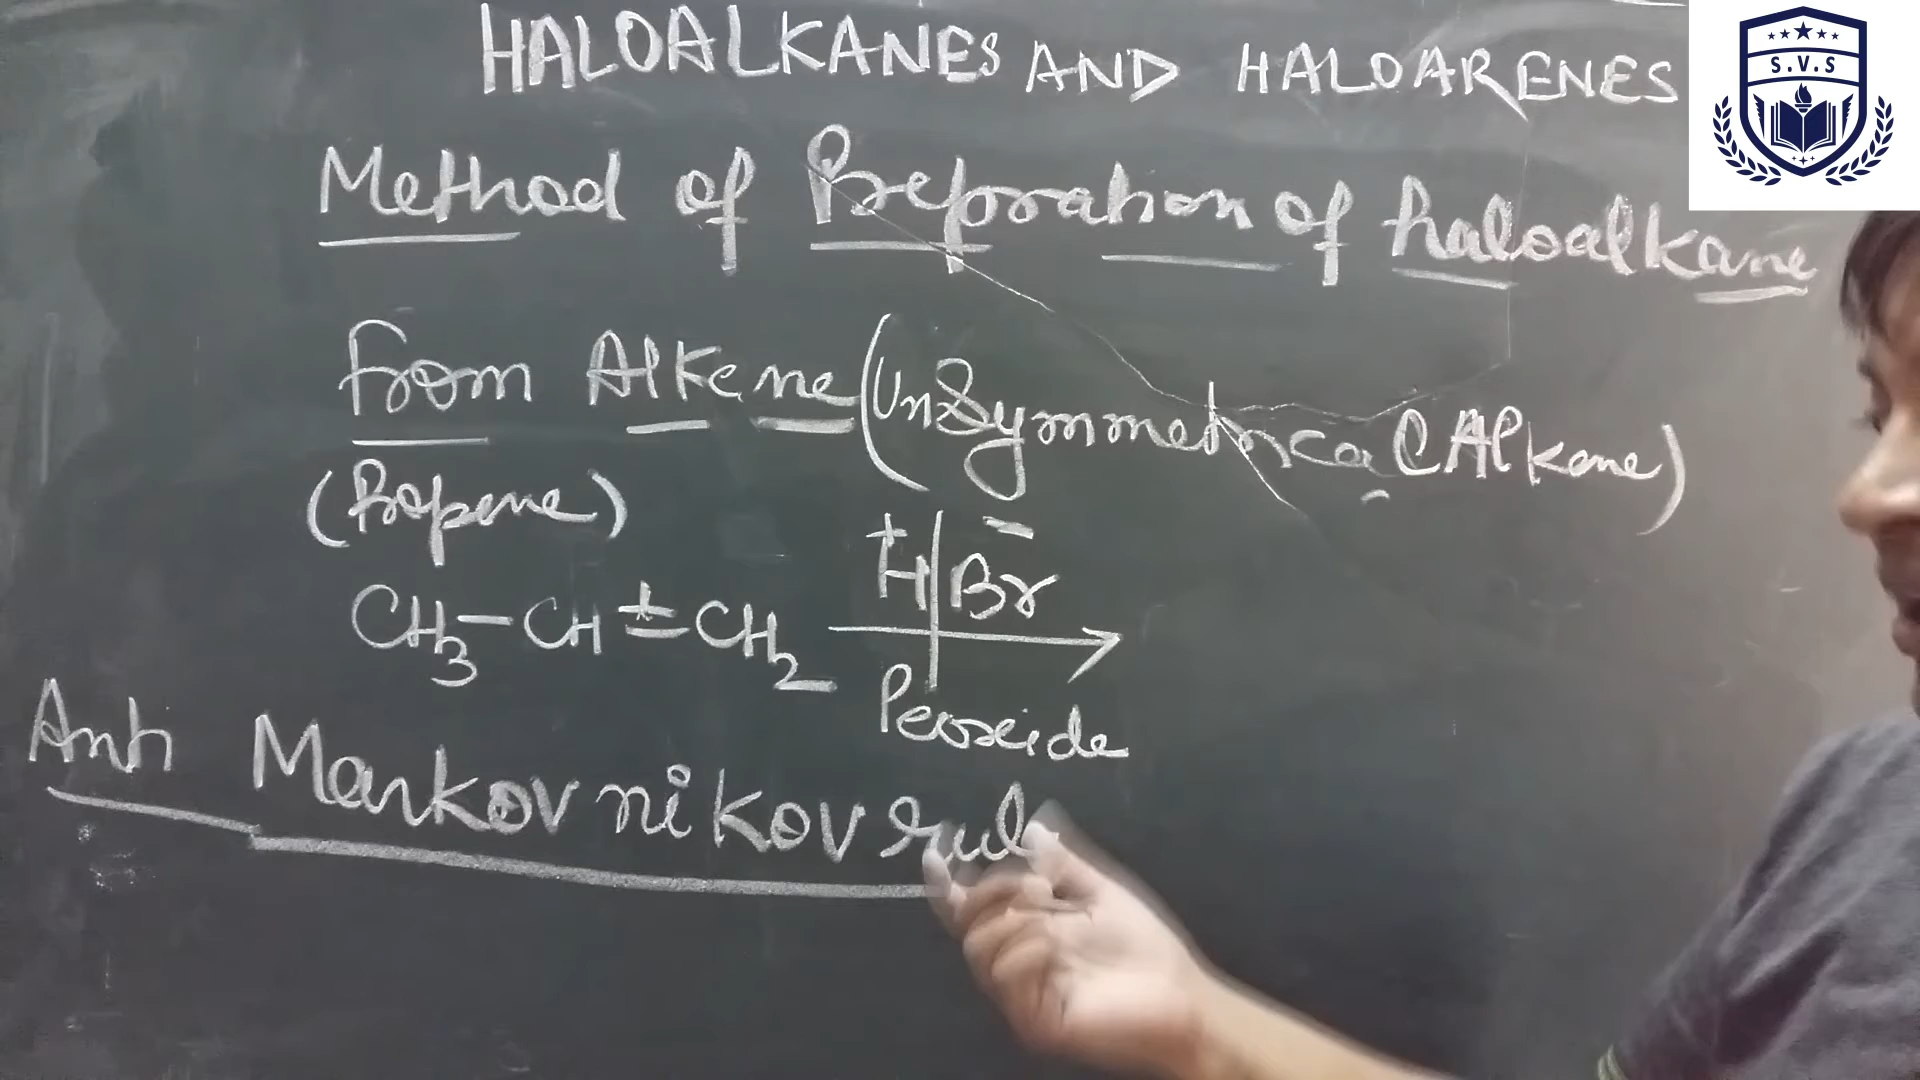 HALOALKANES AND HALOARENES
S.V.S
Method of Prepration of haloalkane
From Alkene (UnSymmetrical Alkene)
(Propene)
+ –
H Br
CH3–CH=CH2 →
Peroxide
Anti Markovnikov rule